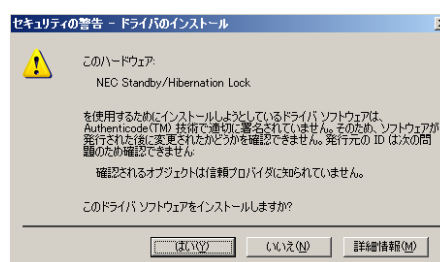 セキュリティの警告 - ドライバのインストール
このハードウェア:
NEC Standby/Hibernation Lock
を使用するためにインストールしようとしているドライバ ソフトウェアは、
Authenticode(TM) 技術で適切に署名されていません。そのため、ソフトウェアが
発行された後に変更されたかどうかを確認できません。発行元の ID は次の問
題のため確認できません:
確認されるオブジェクトは信頼プロバイダに知られていません。
このドライバ ソフトウェアをインストールしますか?
はい(Y) いいえ(N) 詳細情報(M)